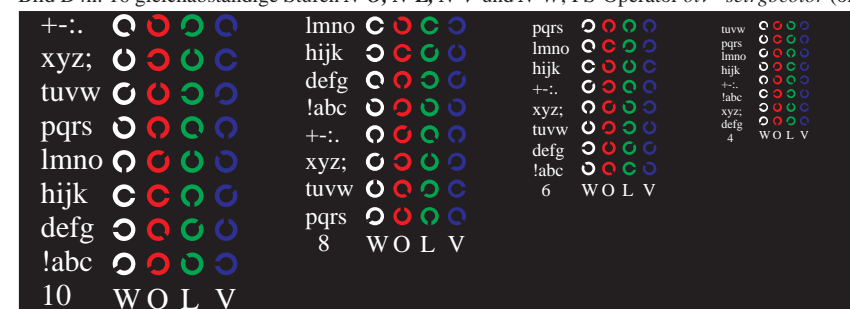 +-:.
xyz;
tuvw
pqrs
lmno
hijk
defg
!abc
10 W O L V
lmno
hijk
defg
!abc
+-:.
xyz;
tuvw
pqrs
8 W O L V
pqrs
lmno
hijk
+-:.
xyz;
tuvw
defg
!abc
6 W O L V
tuvw
pqrs
lmno
hijk
+-:.
!abc
xyz;
defg
4 W O L V